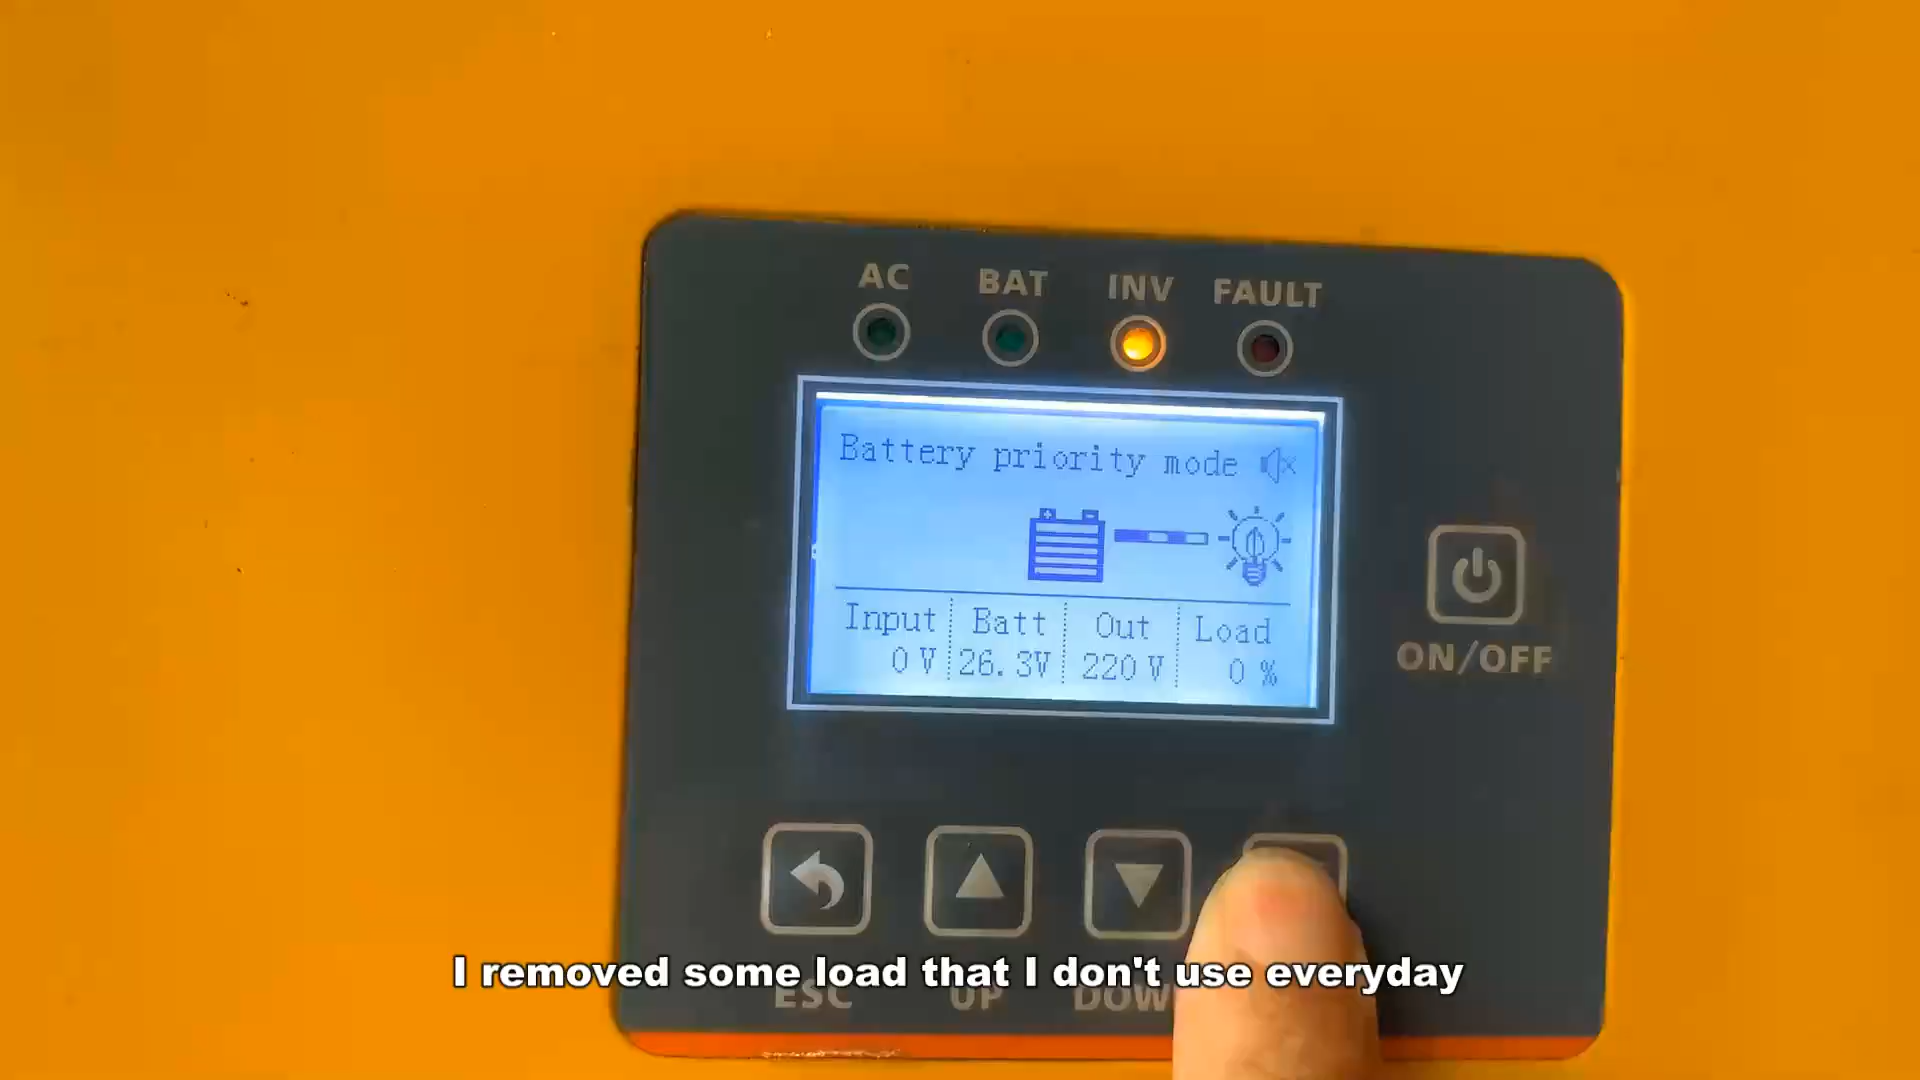 AC BAT INV FAULT
Battery priority mode
Input Batt Out Load
0 V 26.3V 220 V 0 %
ON/OFF
I removed some load that I don't use everyday
ESC UP